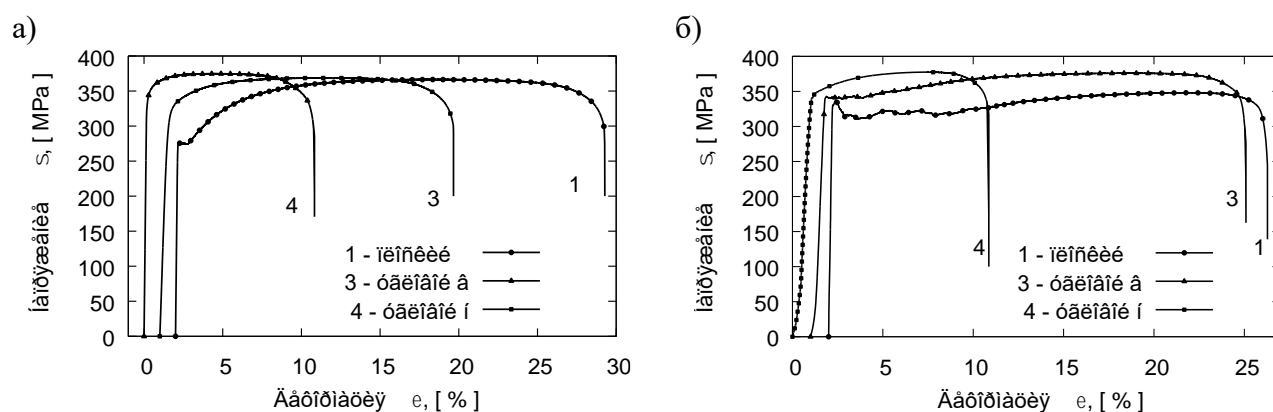 а)
400
350
300
250
200
150
100
50
0
Íàïðÿæåíèå s, [ MPa ]
0 5 10 15 20 25 30
Äåôîðìàöèÿ e, [ % ]
4
3
1
1 - ïëîñêèé
3 - óãëîâîé â
4 - óãëîâîé í
б)
400
350
300
250
200
150
100
50
0
Íàïðÿæåíèå s, [ MPa ]
0 5 10 15 20 25
Äåôîðìàöèÿ e, [ % ]
4
3
1
1 - ïëîñêèé
3 - óãëîâîé â
4 - óãëîâîé í